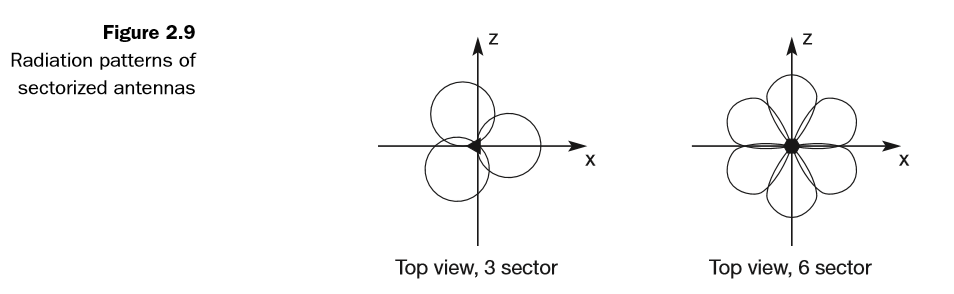 Figure 2.9
Radiation patterns of
sectorized antennas
z
x
Top view, 3 sector
z
x
Top view, 6 sector